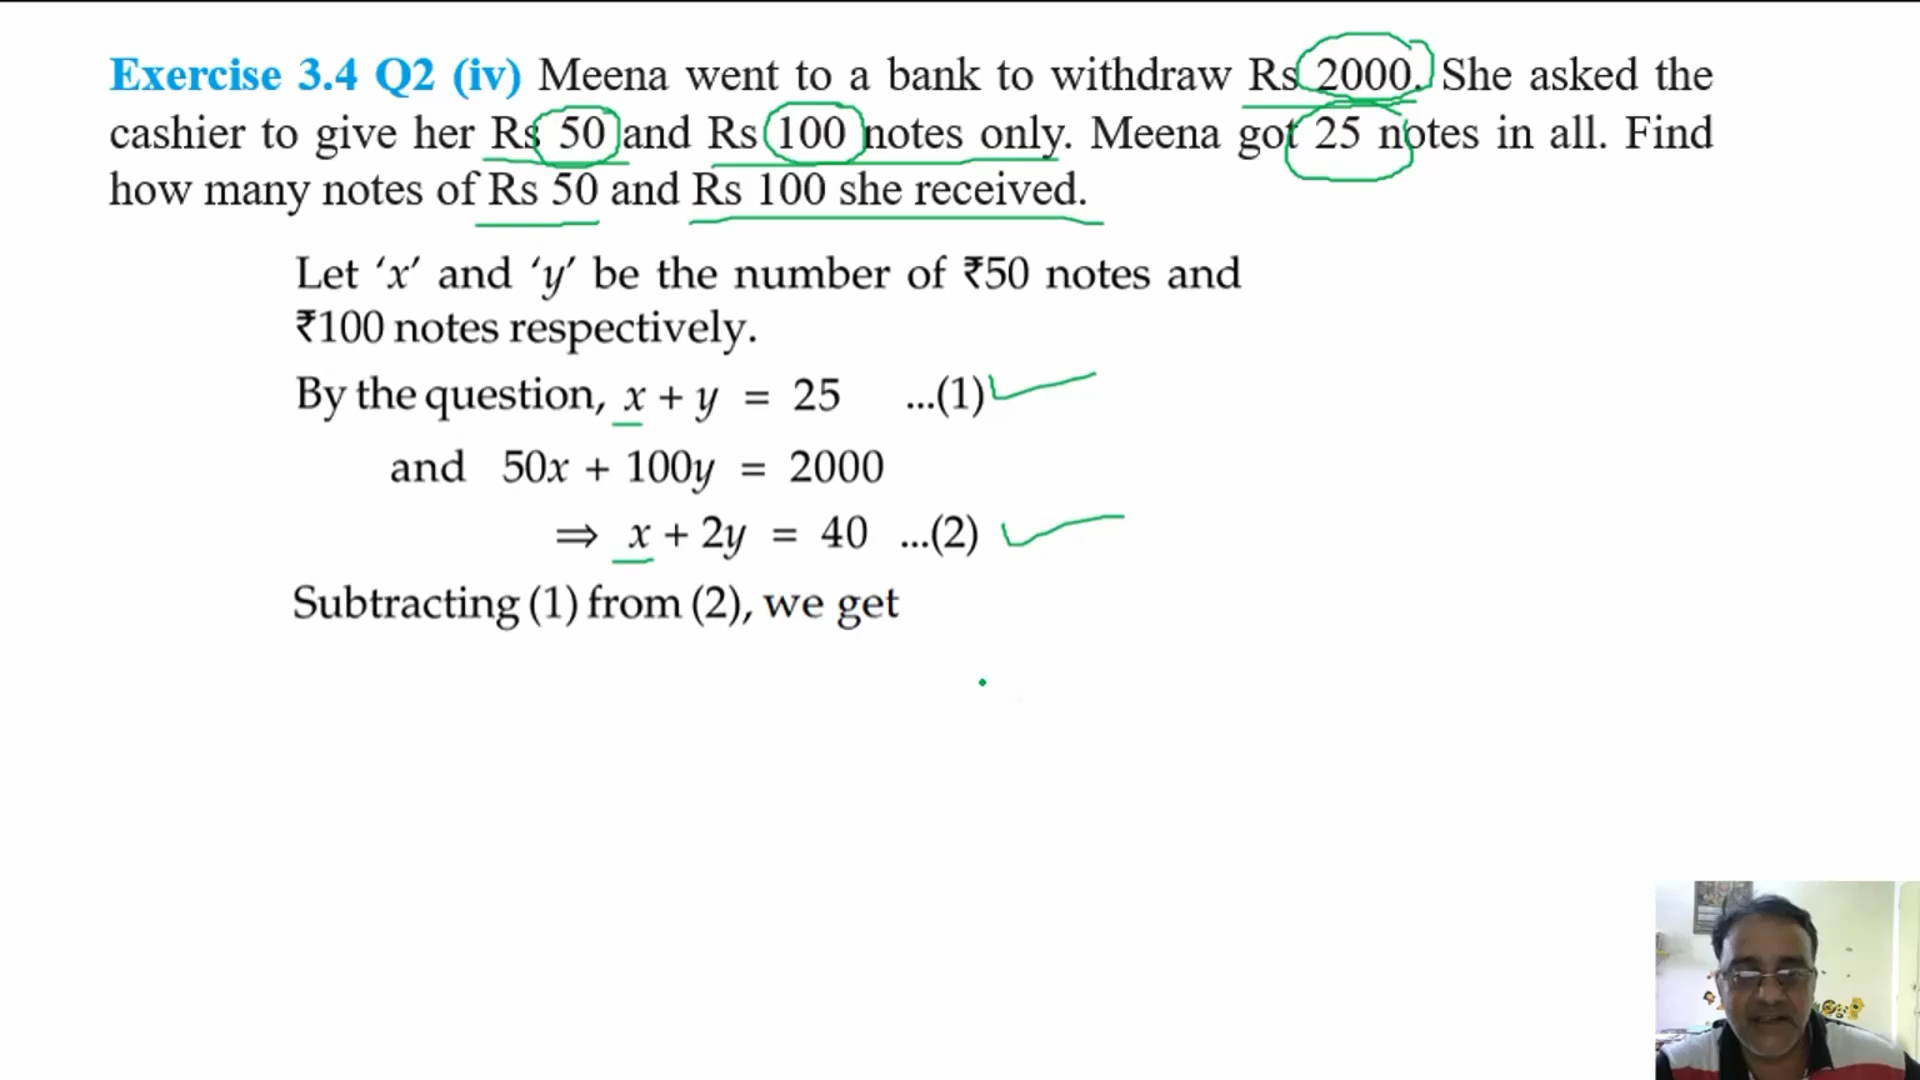 Exercise 3.4 Q2 (iv) Meena went to a bank to withdraw Rs 2000. She asked the
cashier to give her Rs 50 and Rs 100 notes only. Meena got 25 notes in all. Find
how many notes of Rs 50 and Rs 100 she received.
Let ‘x’ and ‘y’ be the number of ₹50 notes and
₹100 notes respectively.
By the question, x + y = 25 ...(1)
and 50x + 100y = 2000
⇒ x + 2y = 40 ...(2)
Subtracting (1) from (2), we get